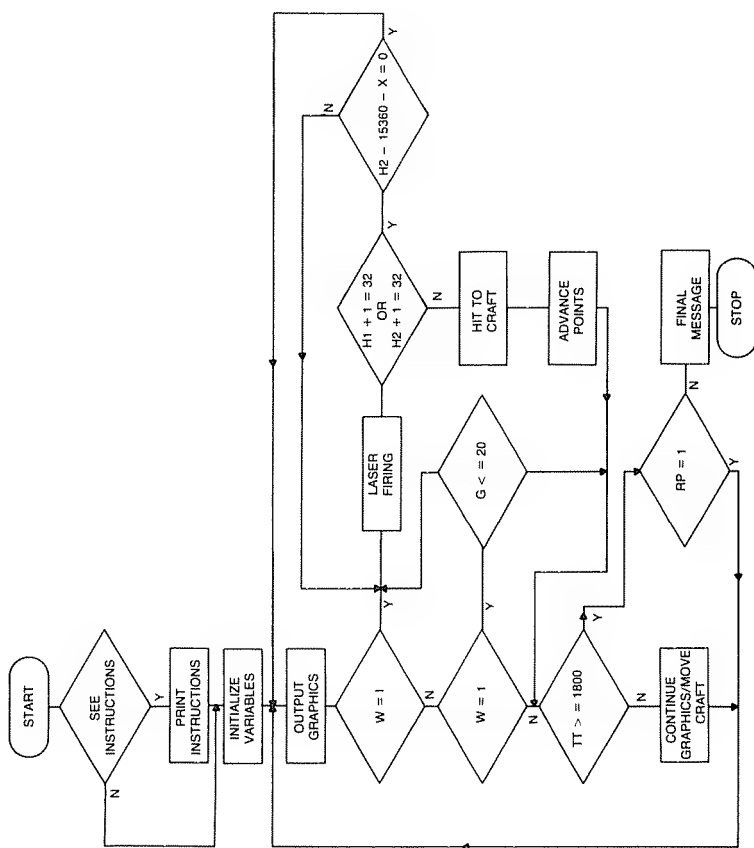 START
SEE
INSTRUCTIONS
N
Y
PRINT
INSTRUCTIONS
INITIALIZE
VARIABLES
OUTPUT
GRAPHICS
W = I
Y
N
W = 1
Y
N
TT > = 1800
Y
N
CONTINUE
GRAPHICS/MOVE
CRAFT
LASER
FIRING
G < = 20
H1 + 1 = 32
OR
H2 + 1 = 32
Y
N
HIT TO
CRAFT
ADVANCE
POINTS
H2 – 15360 – X = 0
N
Y
RP = 1
N
Y
FINAL
MESSAGE
STOP